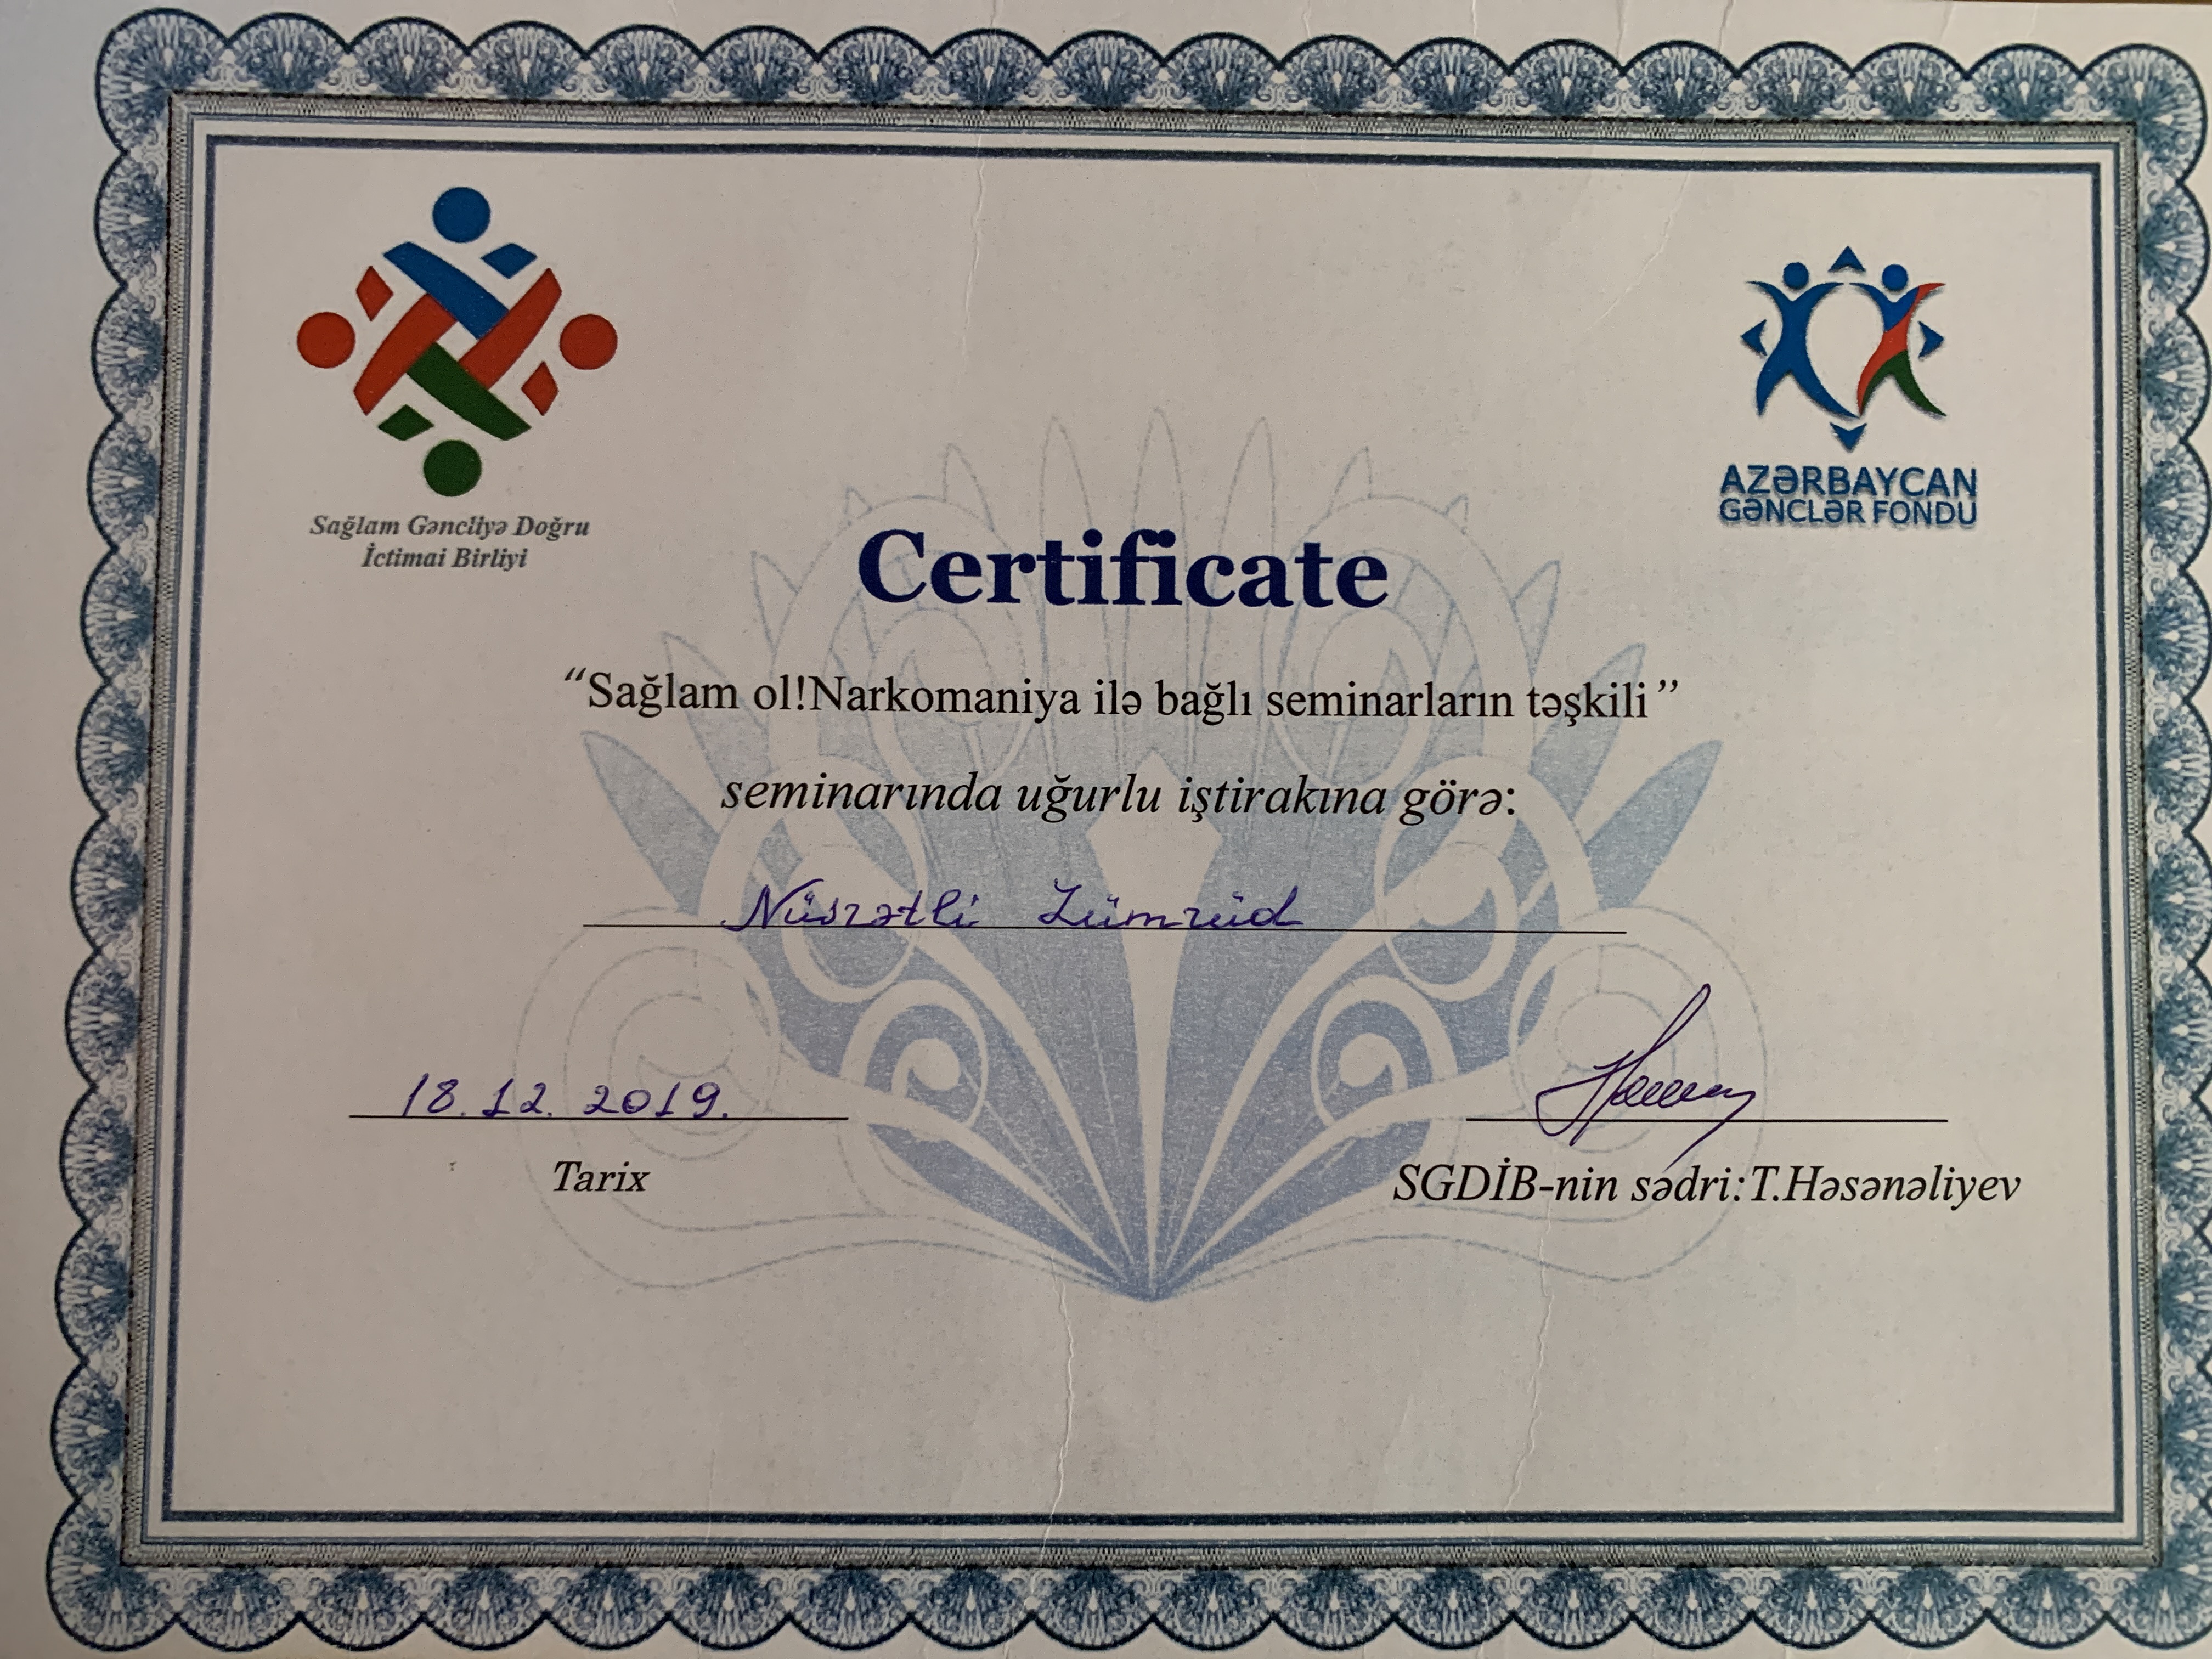 Sağlam Gəncliyə Doğru
İctimai Birliyi
AZƏRBAYCAN
GƏNCLƏR FONDU
Certificate
“Sağlam ol!Narkomaniya ilə bağlı seminarların təşkili”
seminarında uğurlu iştirakına görə:
Nüsrətli Zümrüd
18.12.2019.
Tarix
SGDİB-nin sədri:T.Həsənəliyev